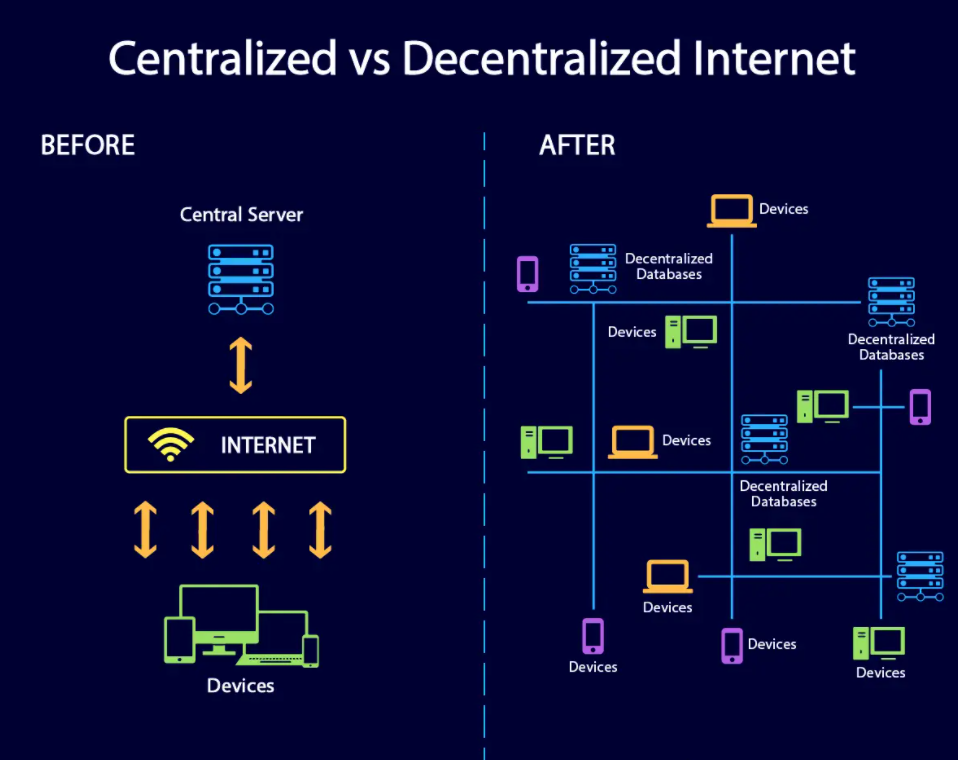 Centralized vs Decentralized Internet
BEFORE
Central Server
INTERNET
Devices
AFTER
Devices
Decentralized
Databases
Devices
Decentralized
Databases
Devices
Decentralized
Databases
Devices
Devices
Devices
Devices